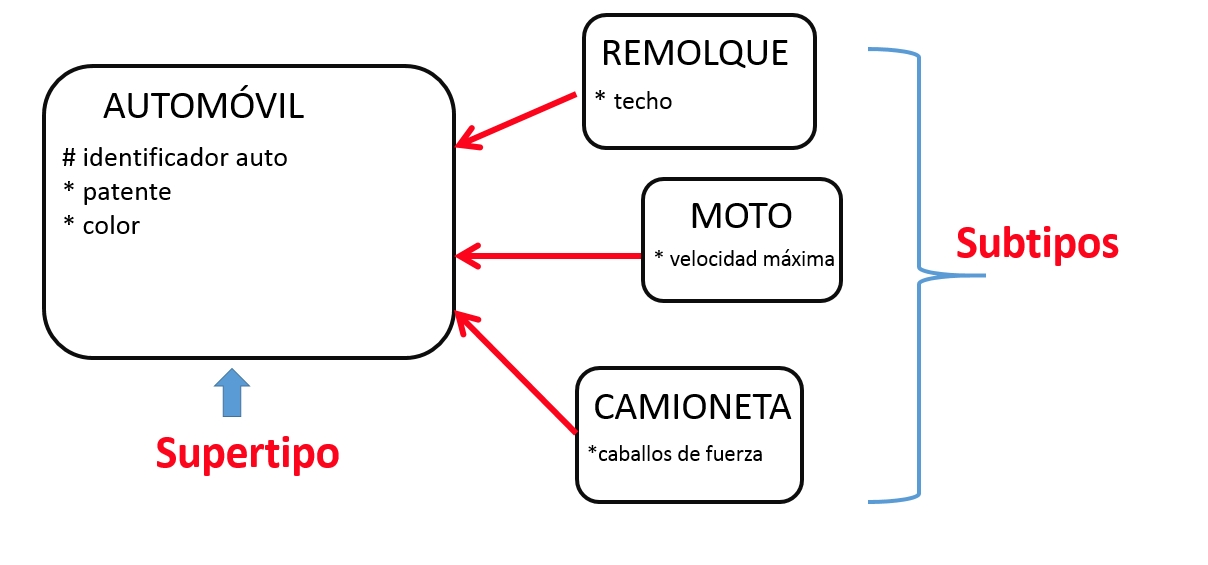 AUTOMÓVIL
# identificador auto
* patente
* color
Supertipo
REMOLQUE
* techo
MOTO
* velocidad máxima
CAMIONETA
*caballos de fuerza
Subtipos